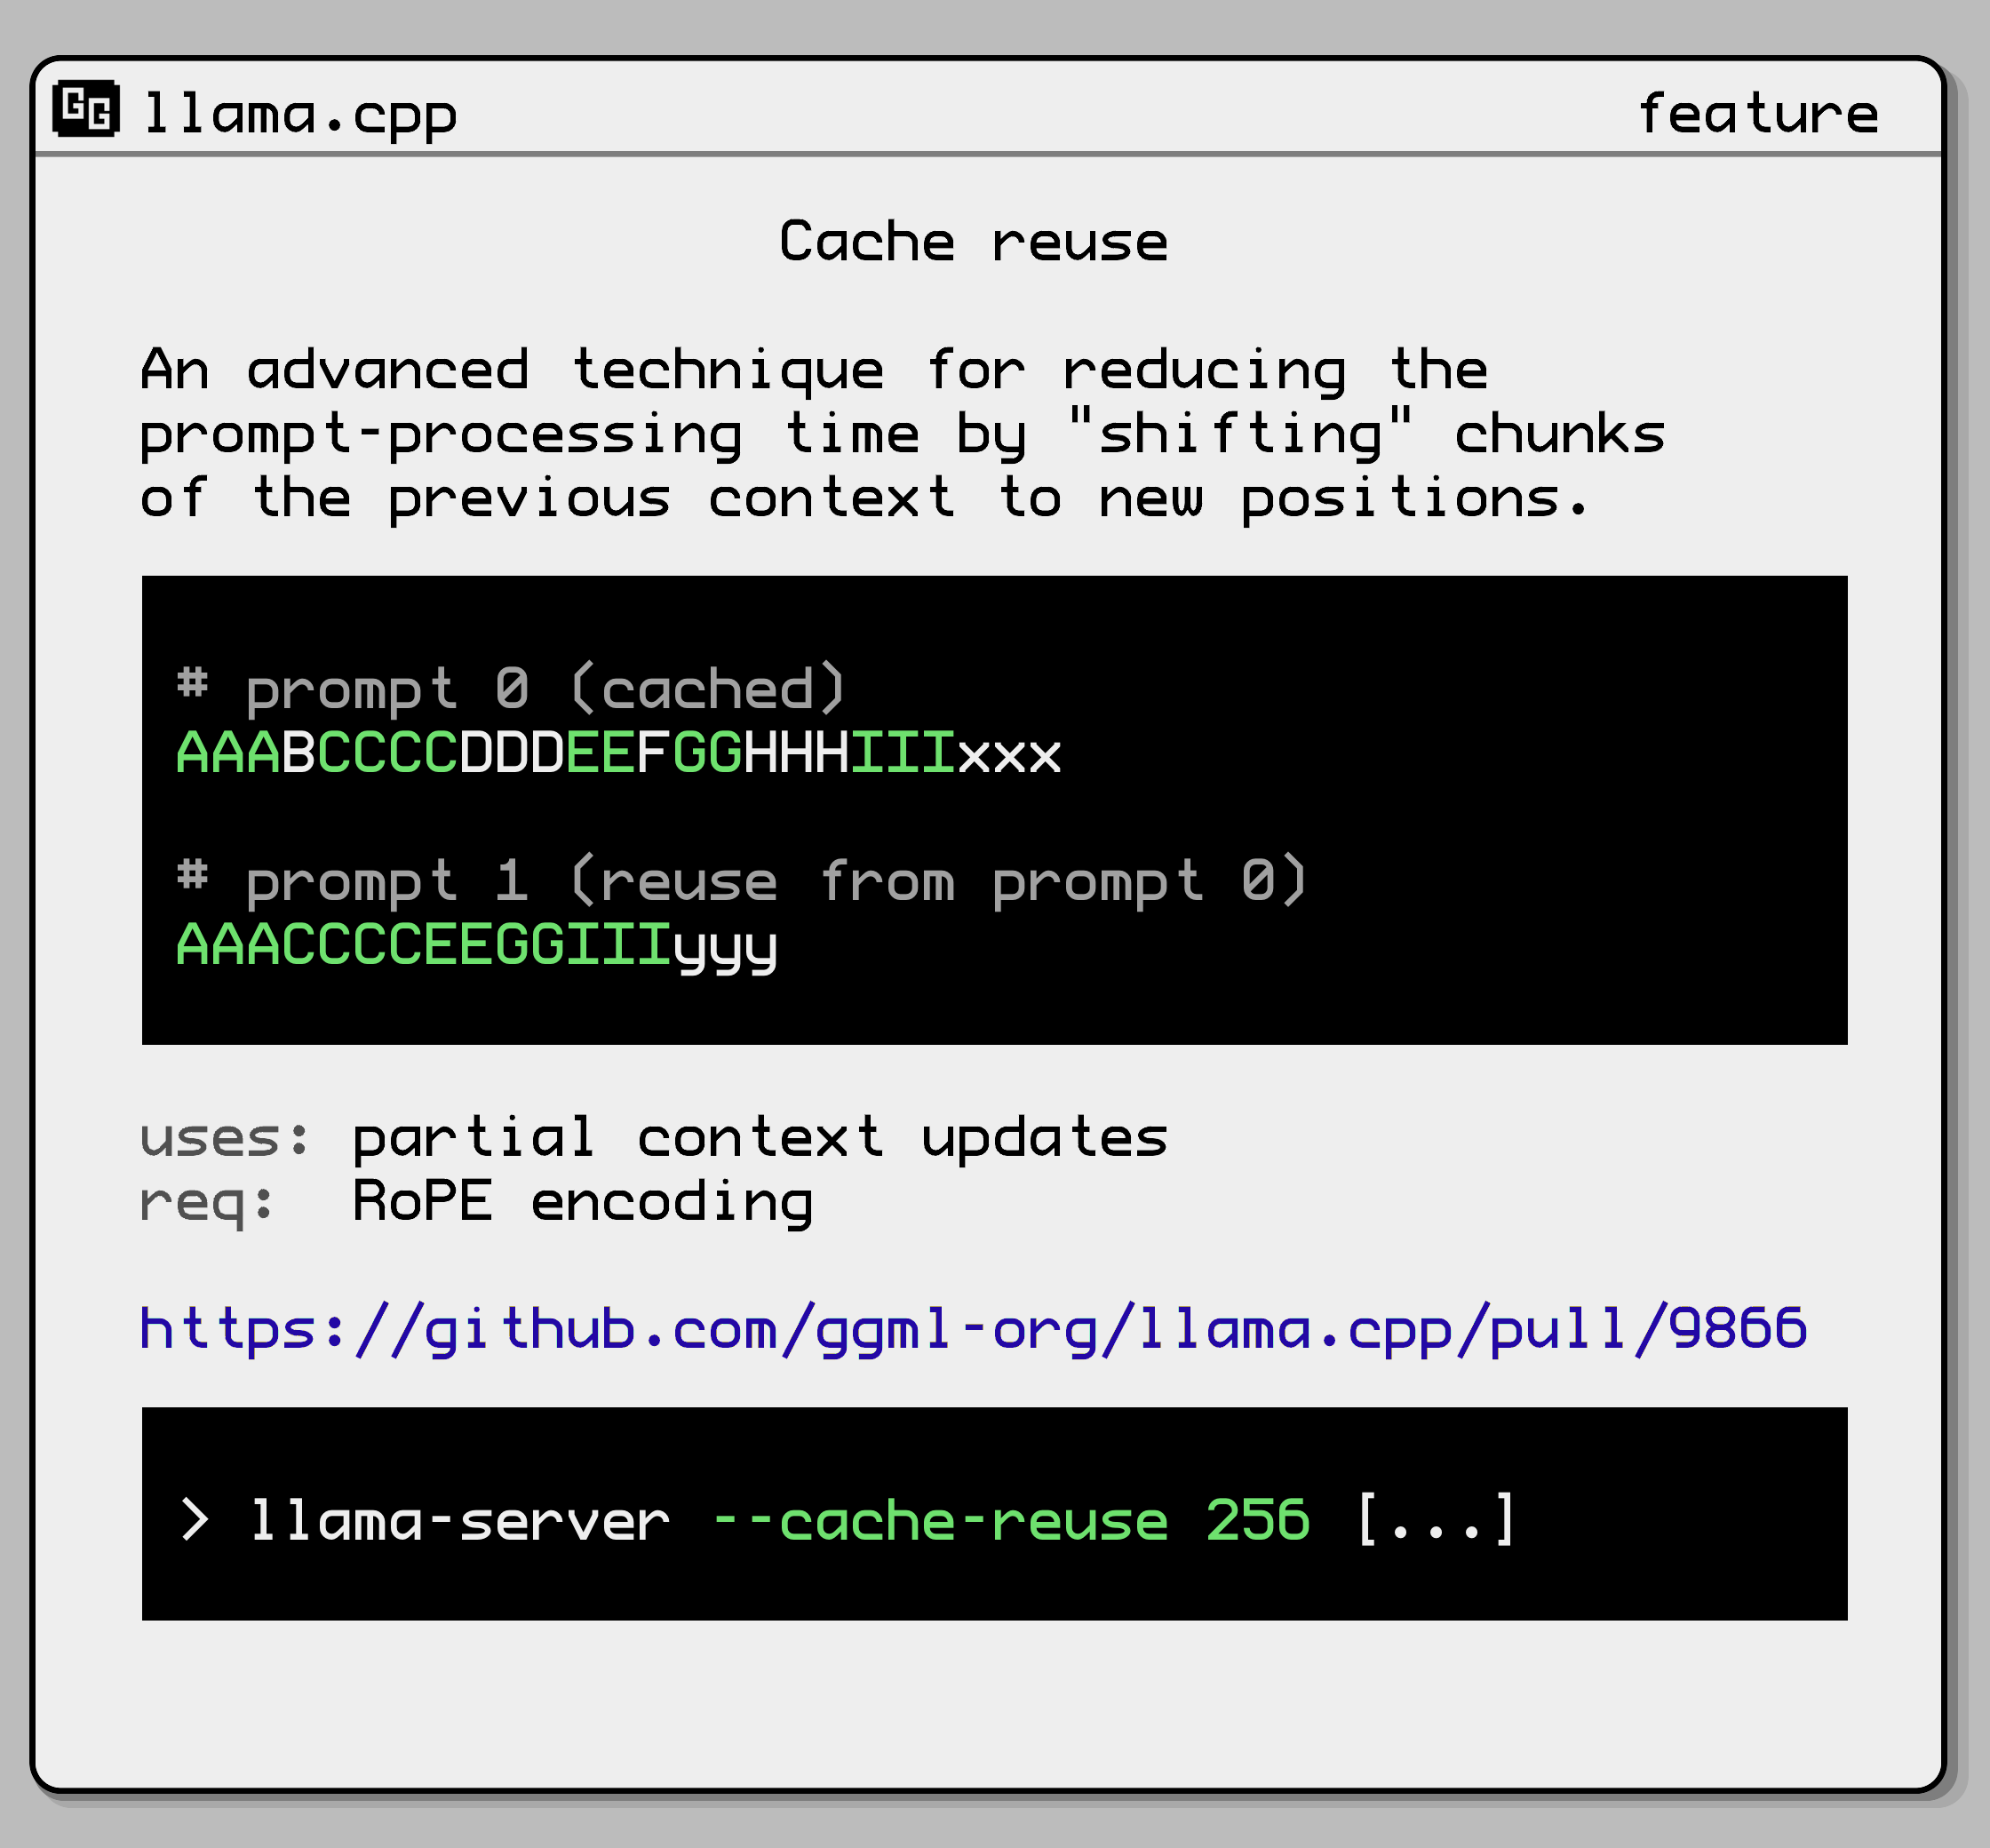 llama.cpp feature
Cache reuse
An advanced technique for reducing the
prompt-processing time by "shifting" chunks
of the previous context to new positions.
# prompt 0 (cached)
AAABCCCCDDDEEFGGHHHIIIxxx
# prompt 1 (reuse from prompt 0)
AAACCCCEEGGIIIyyy
uses: partial context updates
req: RoPE encoding
https://github.com/ggml-org/llama.cpp/pull/9866
> llama-server --cache-reuse 256 [...]